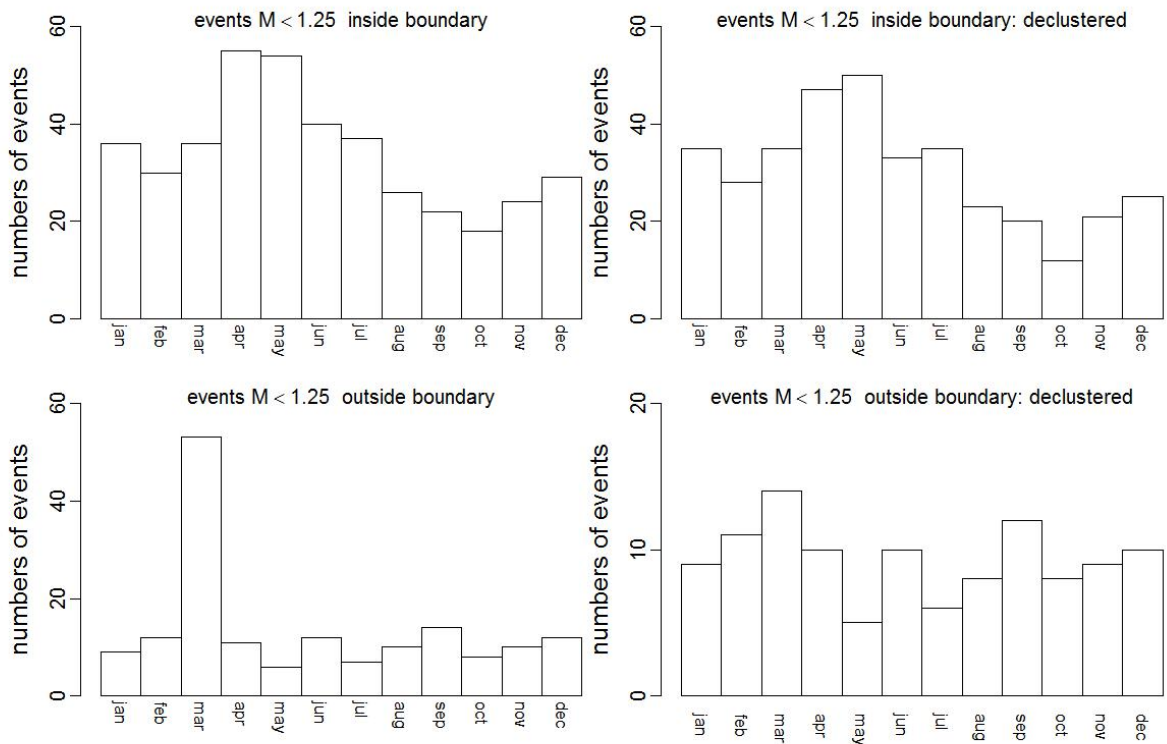 events M < 1.25 inside boundary
numbers of events
0 20 40 60
jan feb mar apr may jun jul aug sep oct nov dec
events M < 1.25 inside boundary: declustered
numbers of events
0 20 40 60
jan feb mar apr may jun jul aug sep oct nov dec
events M < 1.25 outside boundary
numbers of events
0 20 40 60
jan feb mar apr may jun jul aug sep oct nov dec
events M < 1.25 outside boundary: declustered
numbers of events
0 10 20
jan feb mar apr may jun jul aug sep oct nov dec